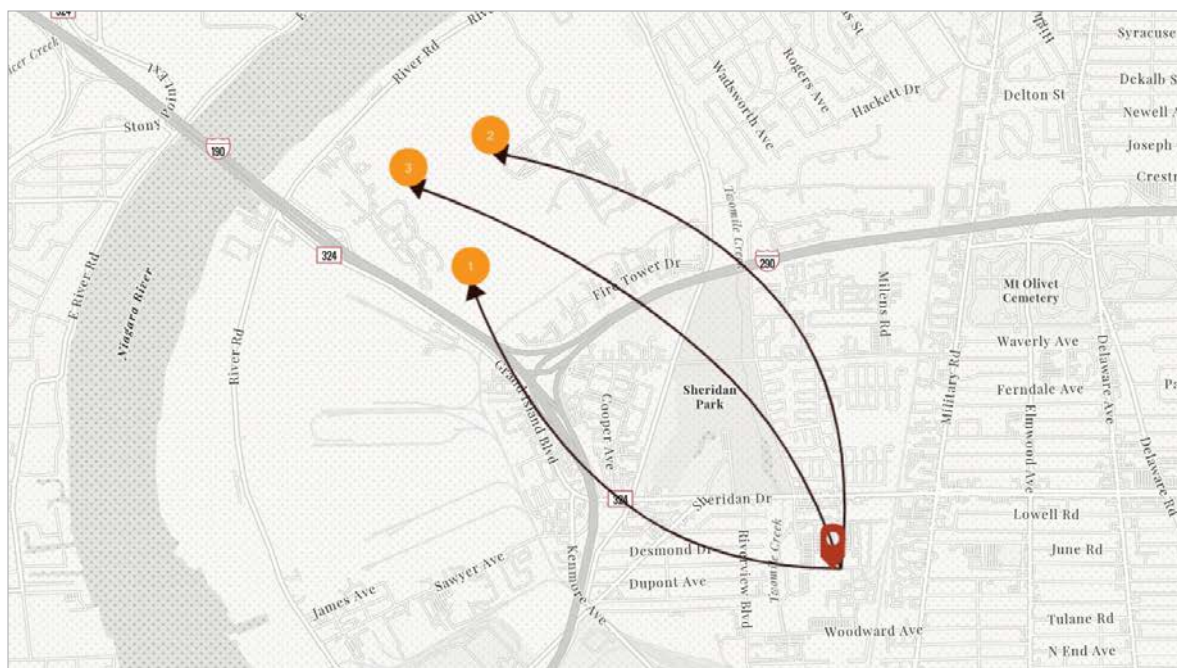 324
River Rd
Syracuse
Dekalb S
Newell A
Joseph
Crestr
Delton St
Rogers Ave
Wadsworth Ave
Hackett Dr
190
2
3
1
324
Twomile Creek
290
Fire Tower Dr
E River Rd
Niagara River
River Rd
Milens Rd
Mt Olivet
Cemetery
Waverly Ave
Ferndale Ave
Elmwood Ave
Delaware Ave
Military Rd
Delaware Rd
Sheridan
Park
Grand Island Blvd
Cooper Ave
324
Sheridan Dr
Lowell Rd
Desmond Dr
June Rd
Dupont Ave
Riverview Blvd
Twomile Creek
Kenmore Ave
Sawyer Ave
James Ave
Woodward Ave
Tulane Rd
N End Ave